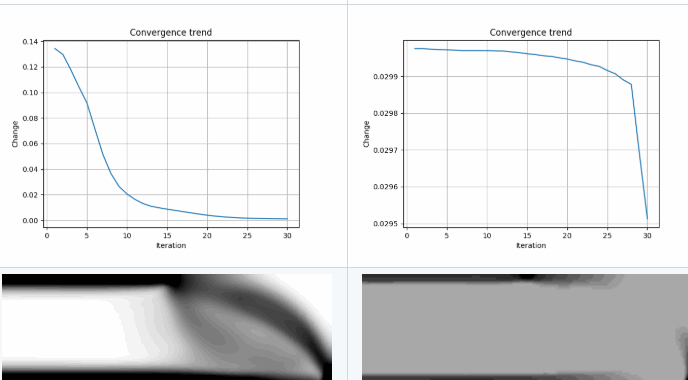 Convergence trend
0.14
0.12
0.10
0.08
0.06
0.04
0.02
0.00
Change
0 5 10 15 20 25 30
Iteration
Convergence trend
0.0299
0.0298
0.0297
0.0296
0.0295
Change
0 5 10 15 20 25 30
Iteration